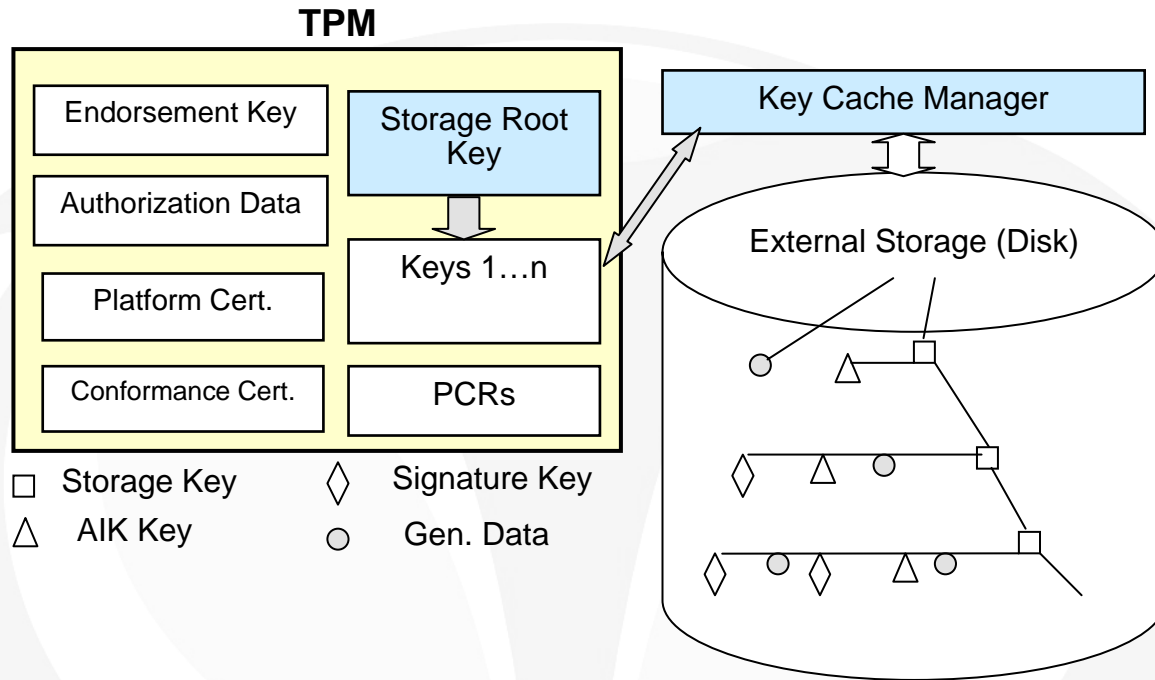 TPM
Endorsement Key
Storage Root
Key
Key Cache Manager
Authorization Data
External Storage (Disk)
Keys 1…n
Platform Cert.
Conformance Cert.
PCRs
Storage Key
Signature Key
AIK Key
Gen. Data